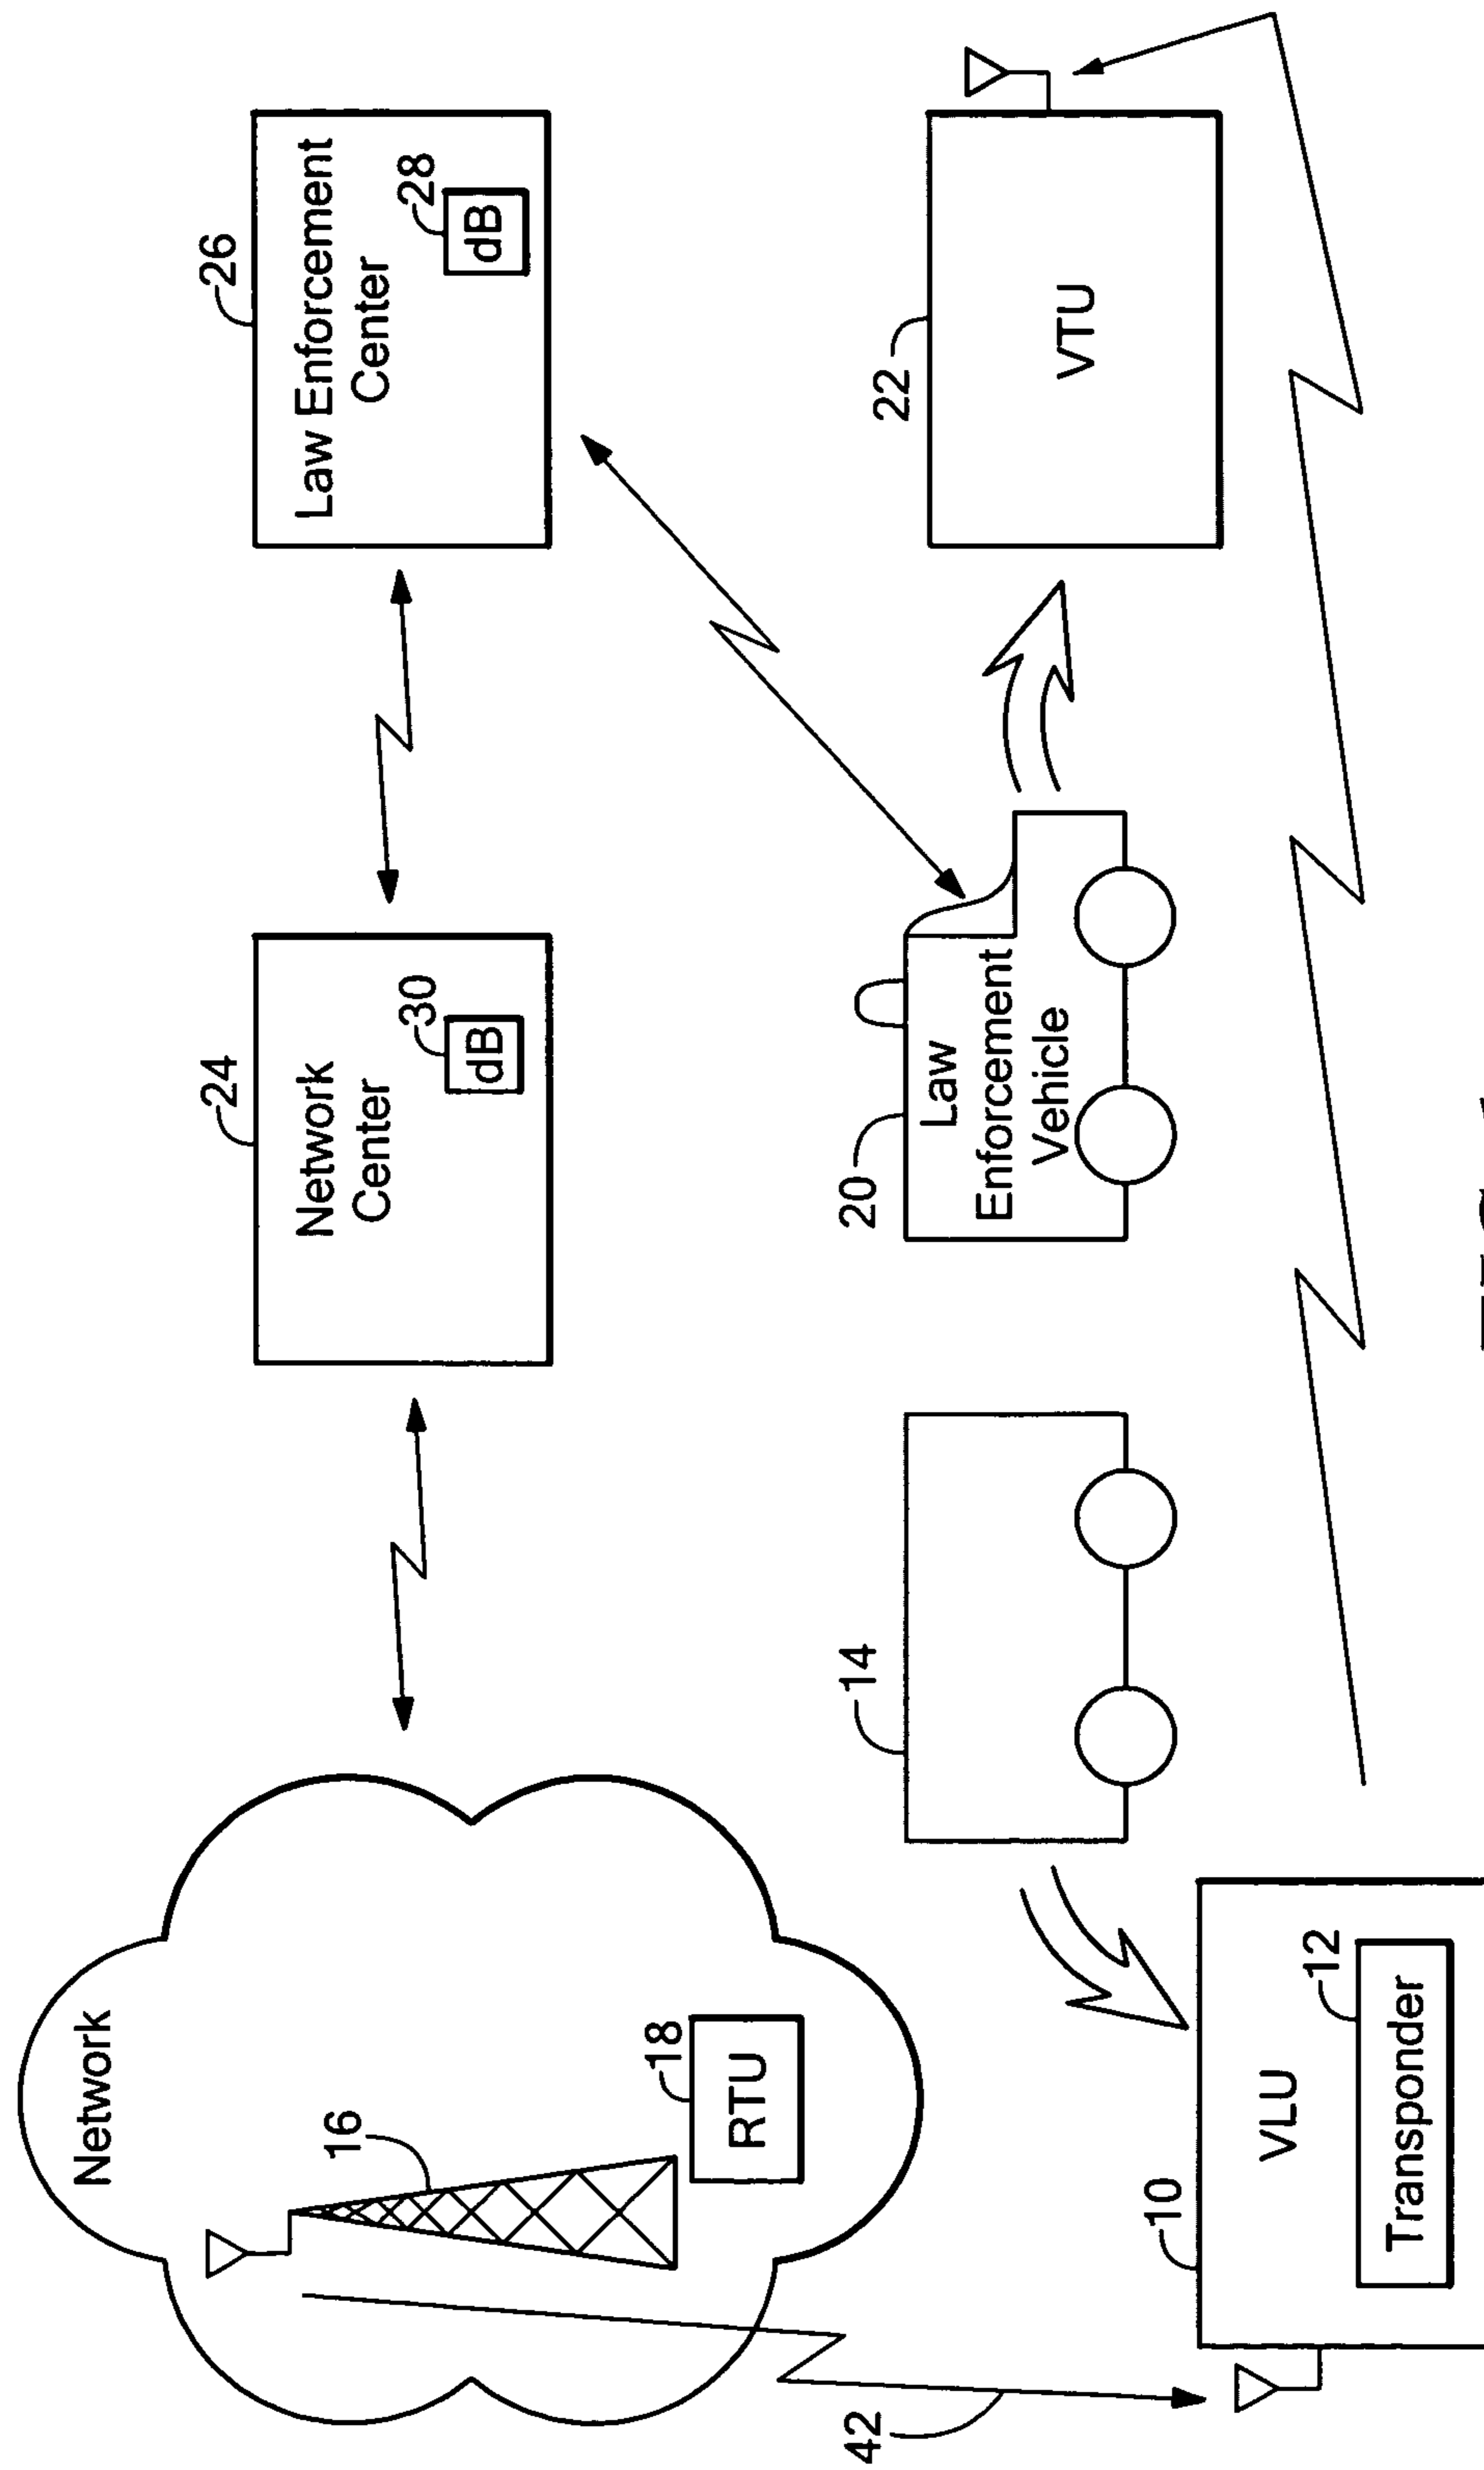 Network
16
18
RTU
42
24
Network
Center
30
dB
26
Law Enforcement
Center
28
dB
14
20
Law
Enforcement
Vehicle
22
VTU
10
VLU
12
Transponder